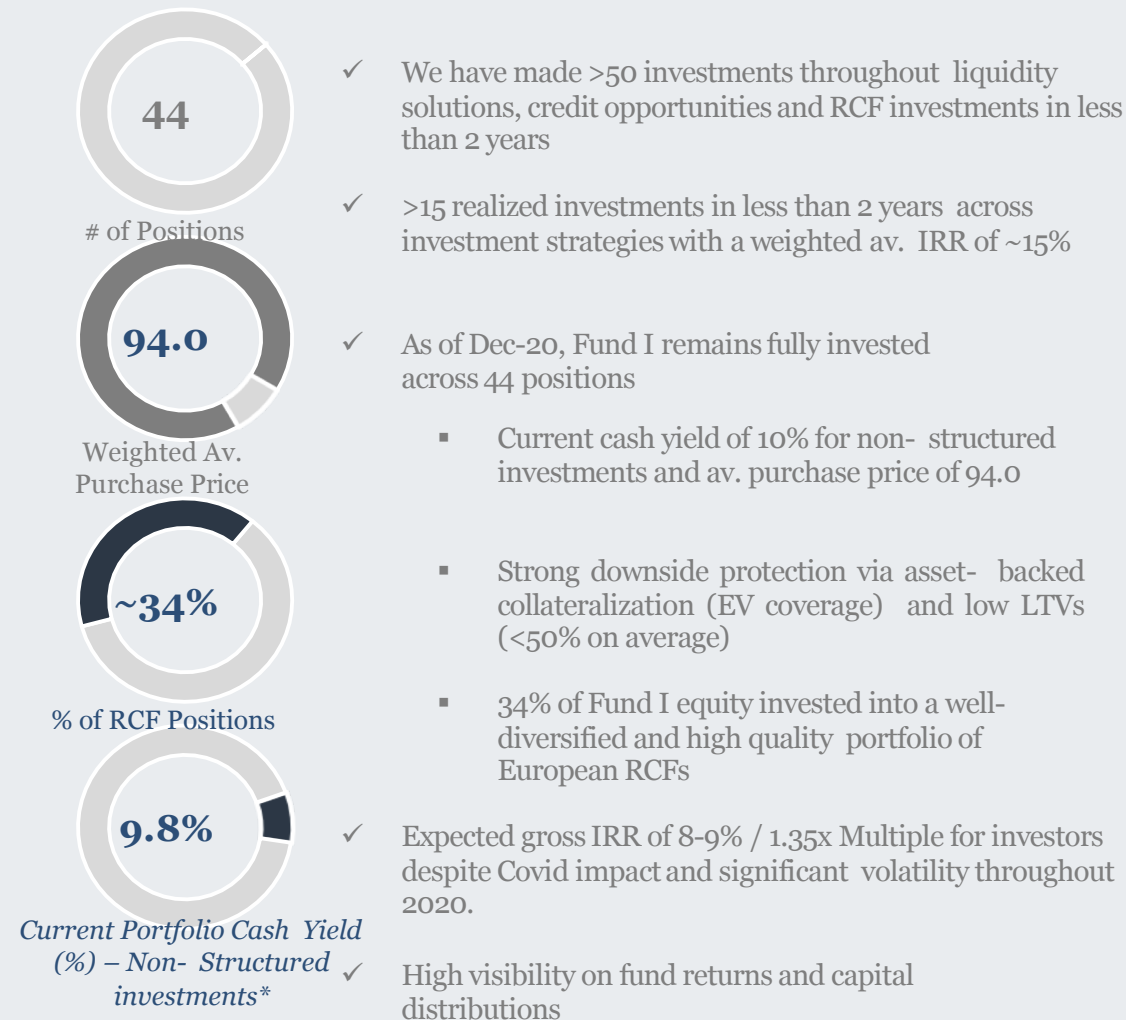 44
# of Positions
94.0
Weighted Av.
Purchase Price
~34%
% of RCF Positions
9.8%
Current Portfolio Cash Yield
(%) – Non- Structured
investments*
✓ We have made >50 investments throughout liquidity
solutions, credit opportunities and RCF investments in less
than 2 years
✓ >15 realized investments in less than 2 years across
investment strategies with a weighted av. IRR of ~15%
✓ As of Dec-20, Fund I remains fully invested
across 44 positions
▪ Current cash yield of 10% for non- structured
investments and av. purchase price of 94.0
▪ Strong downside protection via asset- backed
collateralization (EV coverage) and low LTVs
(<50% on average)
▪ 34% of Fund I equity invested into a well-
diversified and high quality portfolio of
European RCFs
✓ Expected gross IRR of 8-9% / 1.35x Multiple for investors
despite Covid impact and significant volatility throughout
2020.
✓ High visibility on fund returns and capital
distributions